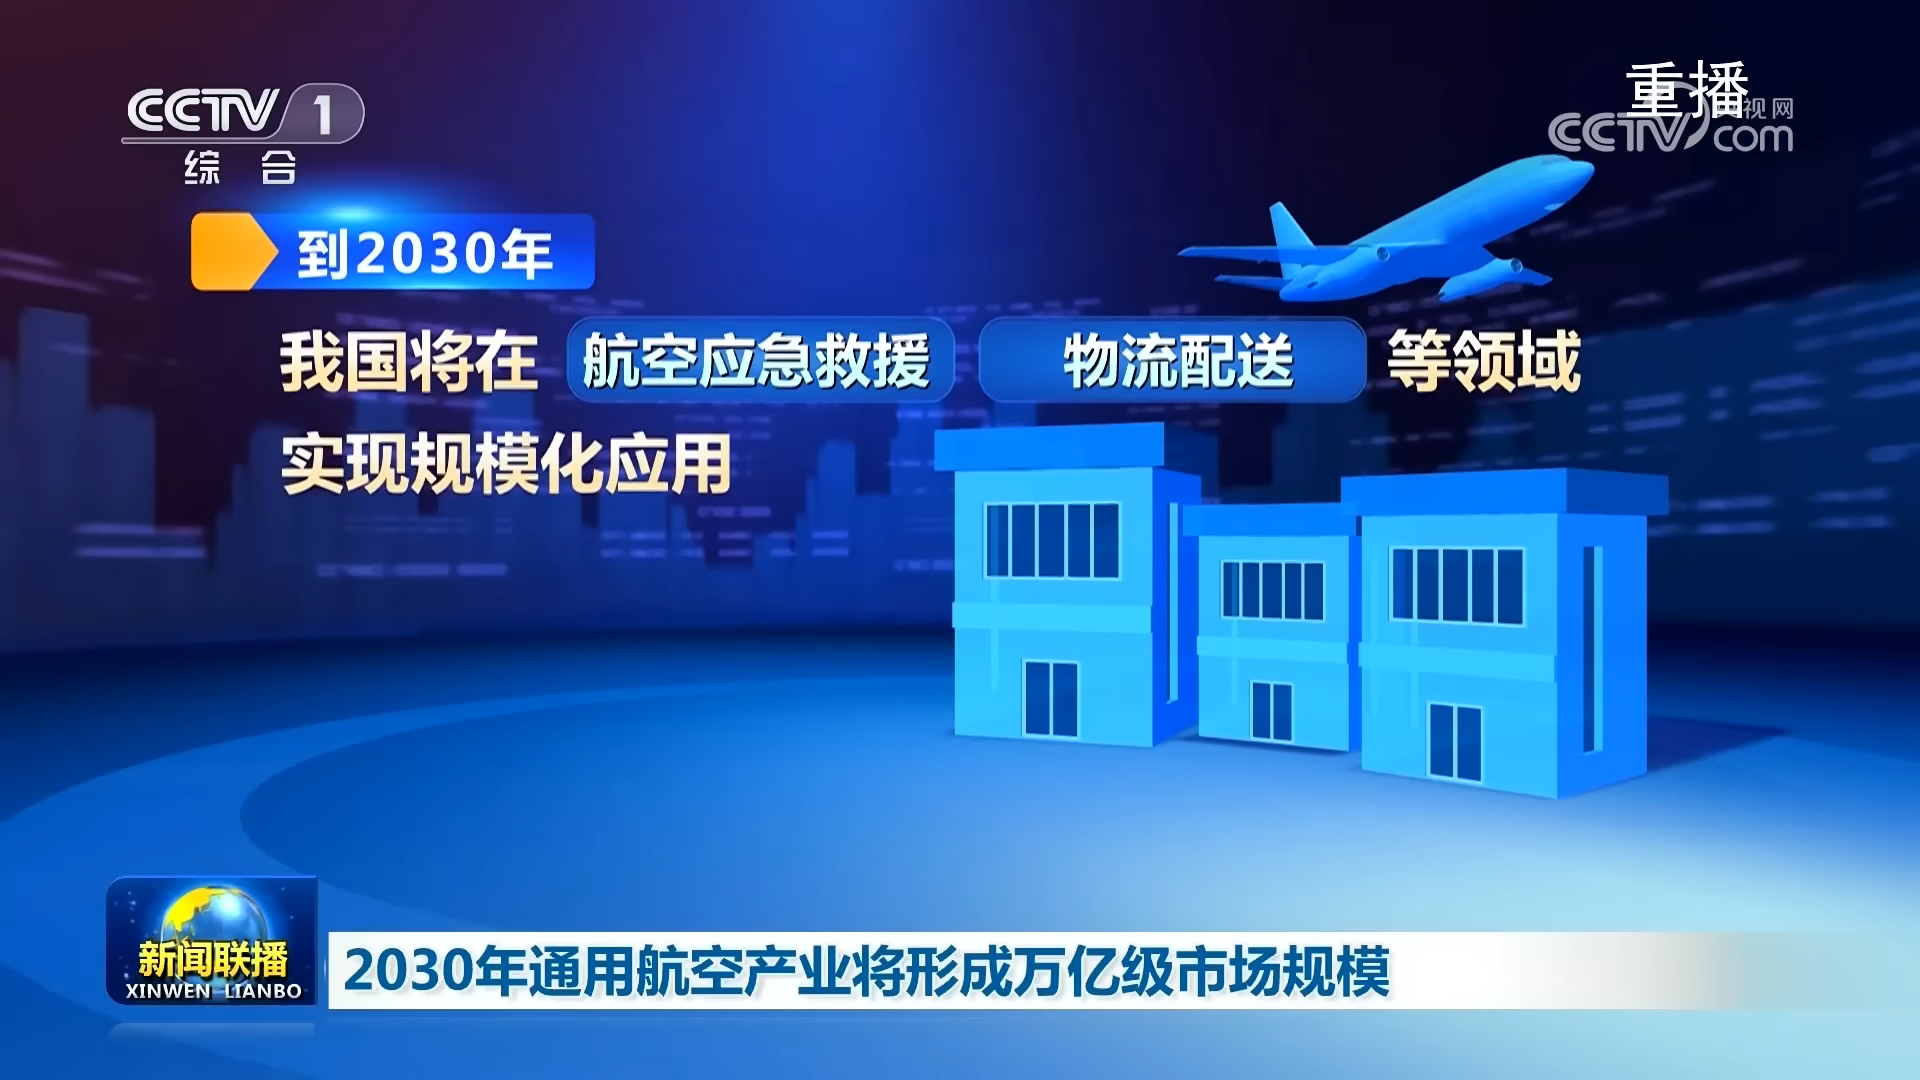 CCTV 1
综 合
重播
央视网
CCTV com
到2030年
我国将在 航空应急救援 物流配送 等领域
实现规模化应用
新闻联播
XINWEN LIANBO
2030年通用航空产业将形成万亿级市场规模